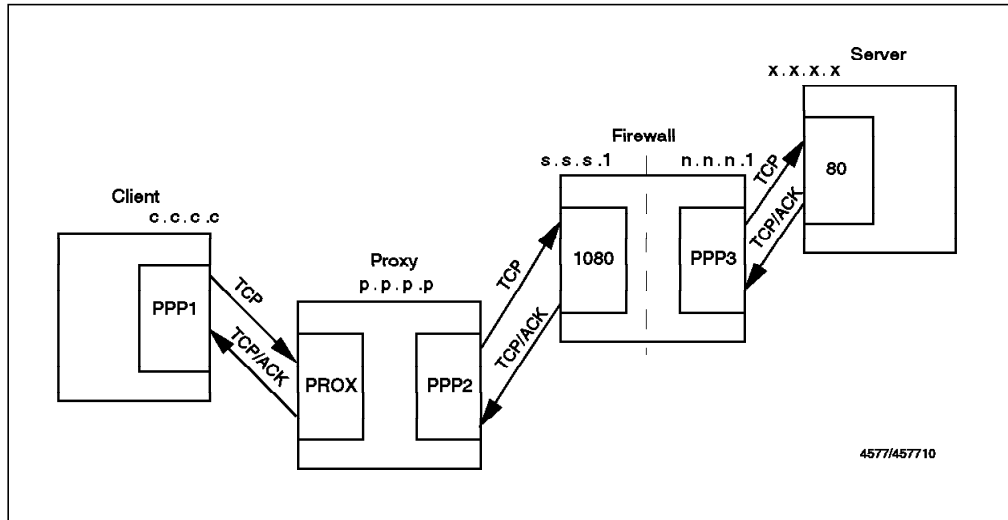 Server
x.x.x.x
Firewall
s.s.s.1
n.n.n.1
TCP
80
TCP/ACK
Client
c.c.c.c
1080
PPP3
Proxy
p.p.p.p
TCP
TCP/ACK
PPP1
TCP
TCP/ACK
PROX
PPP2
4577/457710